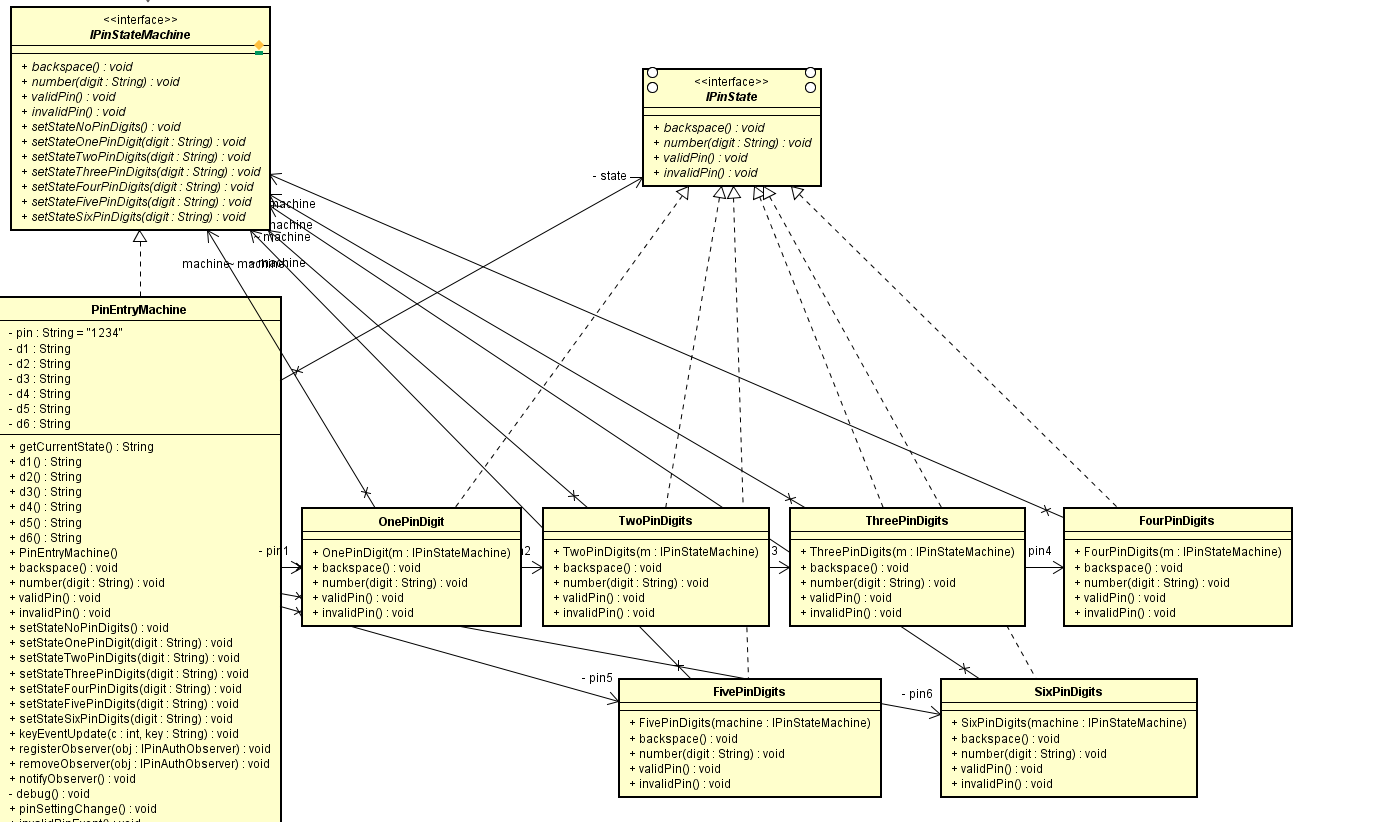 <<interface>>
IPinStateMachine
+ backspace() : void
+ number(digit : String) : void
+ validPin() : void
+ invalidPin() : void
+ setStateNoPinDigits() : void
+ setStateOnePinDigit(digit : String) : void
+ setStateTwoPinDigits(digit : String) : void
+ setStateThreePinDigits(digit : String) : void
+ setStateFourPinDigits(digit : String) : void
+ setStateFivePinDigits(digit : String) : void
+ setStateSixPinDigits(digit : String) : void
<<interface>>
IPinState
+ backspace() : void
+ number(digit : String) : void
+ validPin() : void
+ invalidPin() : void
- state
machine
machine
- machine
machine
- machine
- machine
PinEntryMachine
- pin : String = "1234"
- d1 : String
- d2 : String
- d3 : String
- d4 : String
- d5 : String
- d6 : String
+ getCurrentState() : String
+ d1() : String
+ d2() : String
+ d3() : String
+ d4() : String
+ d5() : String
+ d6() : String
+ PinEntryMachine()
+ backspace() : void
+ number(digit : String) : void
+ validPin() : void
+ invalidPin() : void
+ setStateNoPinDigits() : void
+ setStateOnePinDigit(digit : String) : void
+ setStateTwoPinDigits(digit : String) : void
+ setStateThreePinDigits(digit : String) : void
+ setStateFourPinDigits(digit : String) : void
+ setStateFivePinDigits(digit : String) : void
+ setStateSixPinDigits(digit : String) : void
+ keyEventUpdate(c : int, key : String) : void
+ registerObserver(obj : IPinAuthObserver) : void
+ removeObserver(obj : IPinAuthObserver) : void
+ notifyObserver() : void
- debug() : void
+ pinSettingChange() : void
- pin1
OnePinDigit
+ OnePinDigit(m : IPinStateMachine)
+ backspace() : void
+ number(digit : String) : void
+ validPin() : void
+ invalidPin() : void
2
TwoPinDigits
+ TwoPinDigits(m : IPinStateMachine)
+ backspace() : void
+ number(digit : String) : void
+ validPin() : void
+ invalidPin() : void
3
ThreePinDigits
+ ThreePinDigits(m : IPinStateMachine)
+ backspace() : void
+ number(digit : String) : void
+ validPin() : void
+ invalidPin() : void
pin4
FourPinDigits
+ FourPinDigits(m : IPinStateMachine)
+ backspace() : void
+ number(digit : String) : void
+ validPin() : void
+ invalidPin() : void
- pin5
FivePinDigits
+ FivePinDigits(machine : IPinStateMachine)
+ backspace() : void
+ number(digit : String) : void
+ validPin() : void
+ invalidPin() : void
- pin6
SixPinDigits
+ SixPinDigits(machine : IPinStateMachine)
+ backspace() : void
+ number(digit : String) : void
+ validPin() : void
+ invalidPin() : void